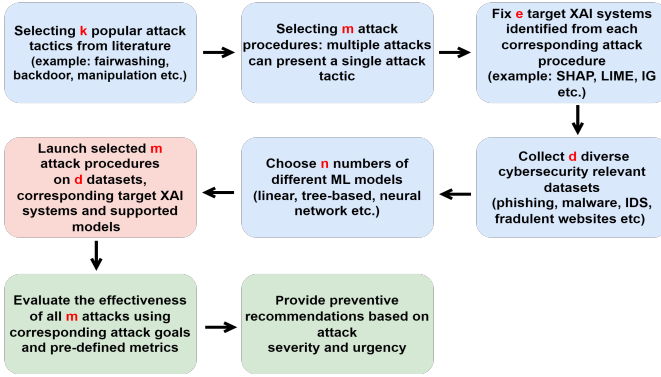 Selecting k popular attack
tactics from literature
(example: fairwashing,
backdoor, manipulation etc.)
Selecting m attack
procedures: multiple attacks
can present a single attack
tactic
Fix e target XAI systems
identified from each
corresponding attack
procedure
(example: SHAP, LIME, IG
etc.)
Collect d diverse
cybersecurity relevant
datasets
(phishing, malware, IDS,
fradulent websites etc)
Choose n numbers of
different ML models
(linear, tree-based, neural
network etc.)
Launch selected m
attack procedures
on d datasets,
corresponding target XAI
systems and supported
models
Evaluate the effectiveness
of all m attacks using
corresponding attack goals
and pre-defined metrics
Provide preventive
recommendations based on
attack
severity and urgency